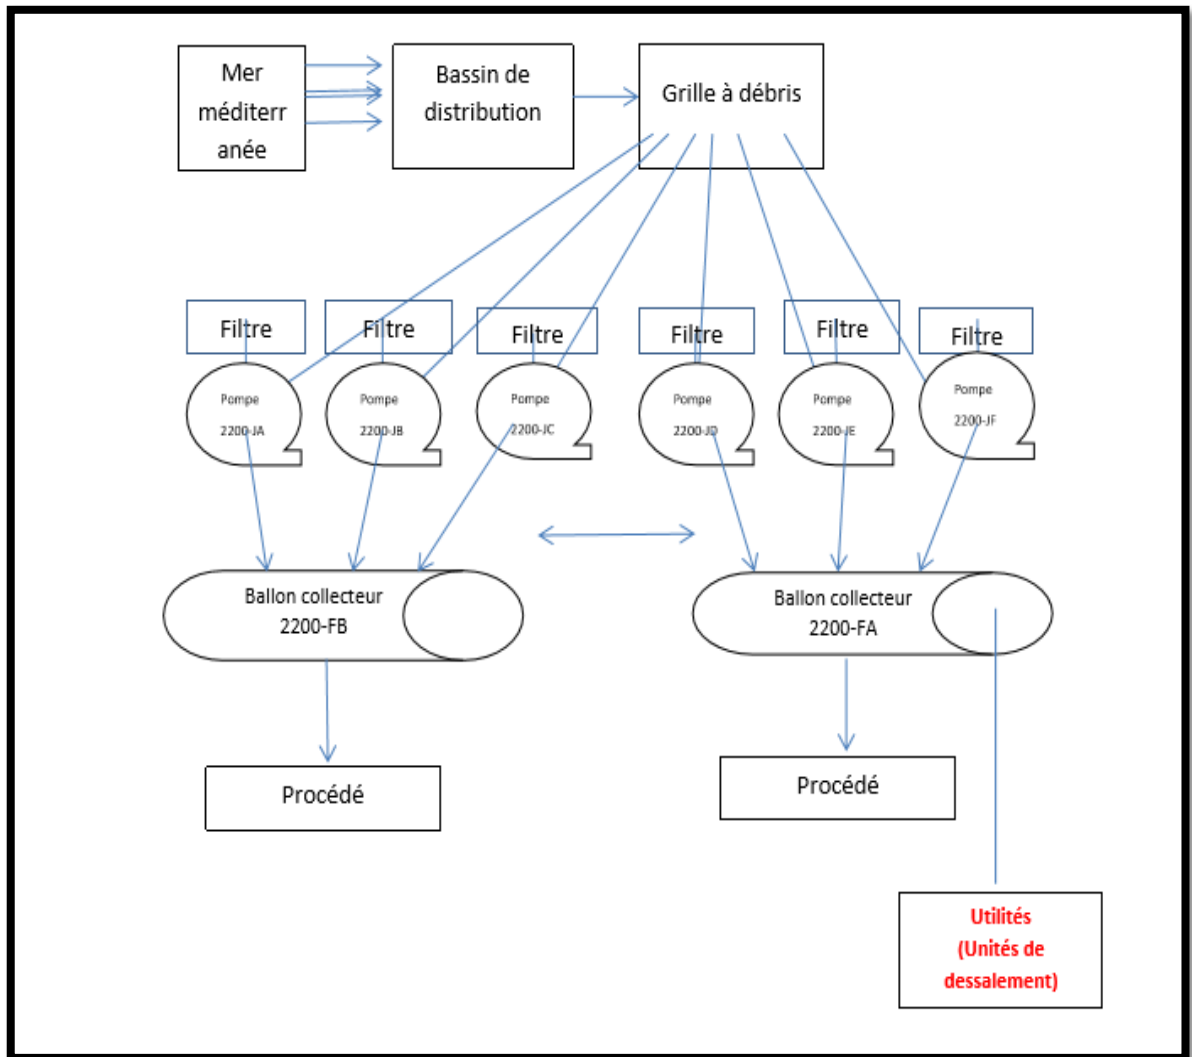 Mer
méditerr
anée
Bassin de
distribution
Grille à débris
Filtre
Filtre
Filtre
Filtre
Filtre
Filtre
Pompe
2200-JA
Pompe
2200-JB
Pompe
2200-JC
Pompe
2200-JD
Pompe
2200-JE
Pompe
2200-JF
Ballon collecteur
2200-FB
Ballon collecteur
2200-FA
Procédé
Procédé
Utilités
(Unités de
dessalement)